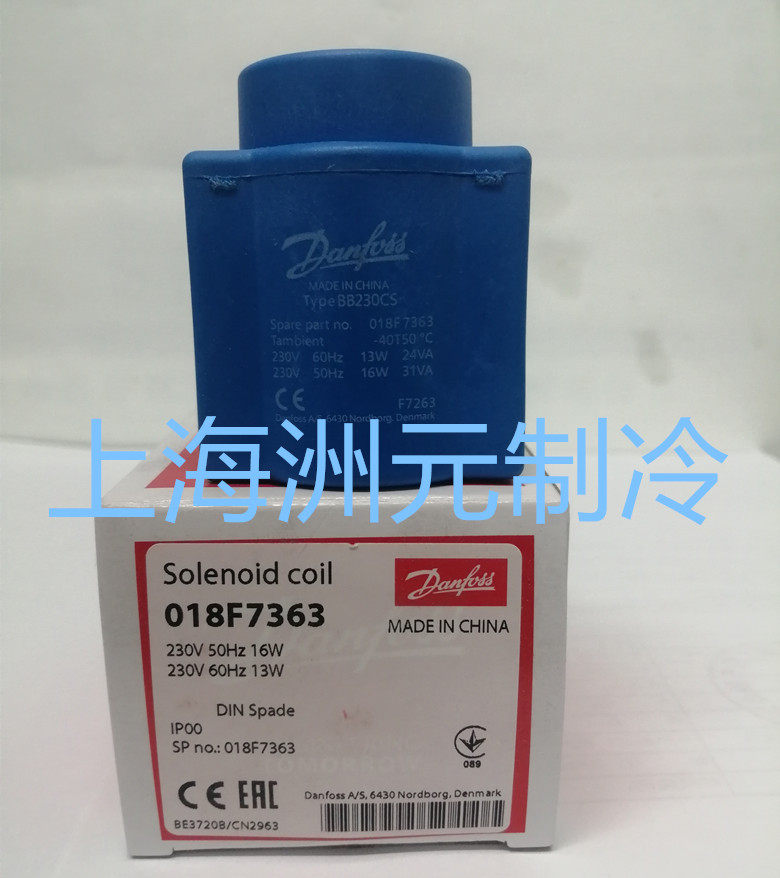 Danfoss
MADE IN CHINA
Type BB230CS
Spare part no. 018F7363
Tambient -40T50 °C
230V 60Hz 13W 24VA
230V 50Hz 16W 31VA
CE F7263
Danfoss A/S, 6430 Nordborg, Denmark
上海洲元制冷
Solenoid coil
Danfoss
018F7363
MADE IN CHINA
230V 50Hz 16W
230V 60Hz 13W
DIN Spade
IP00
SP no.: 018F7363
TOMORROW
089
CE EAC
Danfoss A/S, 6430 Nordborg, Denmark
BE3720B/CN2963